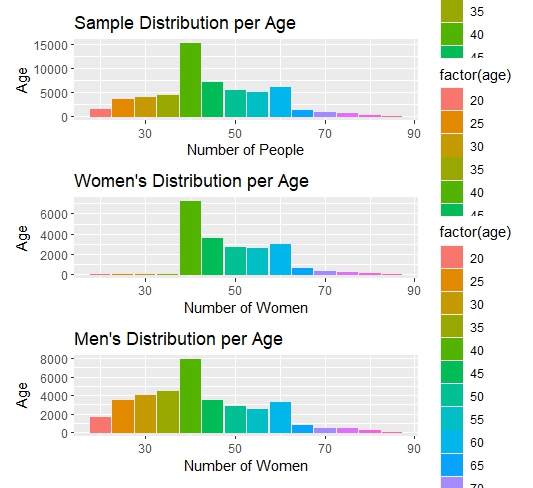 Sample Distribution per Age
15000
10000
5000
0
Age
30 50 70 90
Number of People
Women's Distribution per Age
6000
4000
2000
0
Age
30 50 70 90
Number of Women
Men's Distribution per Age
8000
6000
4000
2000
0
Age
30 50 70 90
Number of Women
35
40
45
factor(age)
20
25
30
35
40
45
factor(age)
20
25
30
35
40
45
50
55
60
65
70